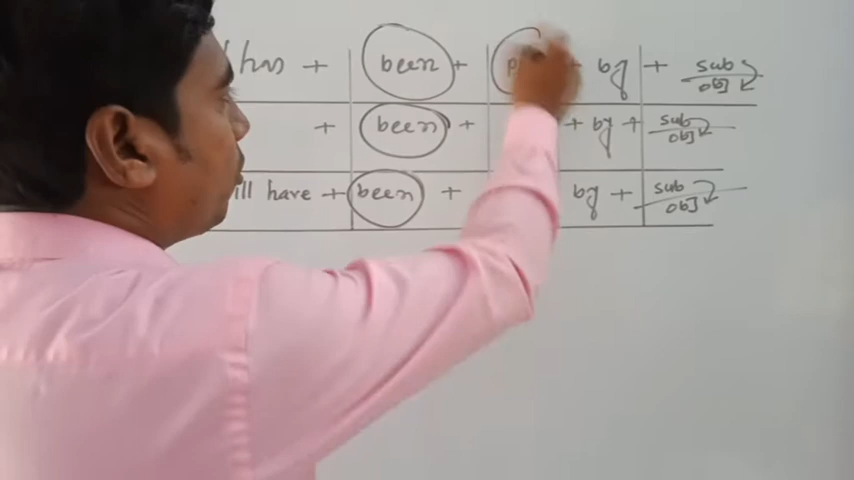 has + been + p + by + sub
obj
+ been + + by + sub
obj
ill have + been + by + sub
obj